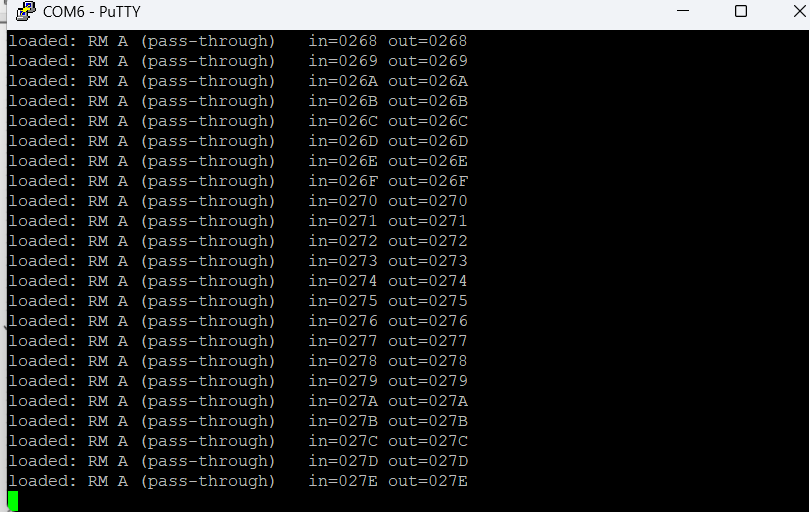 COM6 - PuTTY
loaded: RM A (pass-through)   in=0268 out=0268
loaded: RM A (pass-through)   in=0269 out=0269
loaded: RM A (pass-through)   in=026A out=026A
loaded: RM A (pass-through)   in=026B out=026B
loaded: RM A (pass-through)   in=026C out=026C
loaded: RM A (pass-through)   in=026D out=026D
loaded: RM A (pass-through)   in=026E out=026E
loaded: RM A (pass-through)   in=026F out=026F
loaded: RM A (pass-through)   in=0270 out=0270
loaded: RM A (pass-through)   in=0271 out=0271
loaded: RM A (pass-through)   in=0272 out=0272
loaded: RM A (pass-through)   in=0273 out=0273
loaded: RM A (pass-through)   in=0274 out=0274
loaded: RM A (pass-through)   in=0275 out=0275
loaded: RM A (pass-through)   in=0276 out=0276
loaded: RM A (pass-through)   in=0277 out=0277
loaded: RM A (pass-through)   in=0278 out=0278
loaded: RM A (pass-through)   in=0279 out=0279
loaded: RM A (pass-through)   in=027A out=027A
loaded: RM A (pass-through)   in=027B out=027B
loaded: RM A (pass-through)   in=027C out=027C
loaded: RM A (pass-through)   in=027D out=027D
loaded: RM A (pass-through)   in=027E out=027E